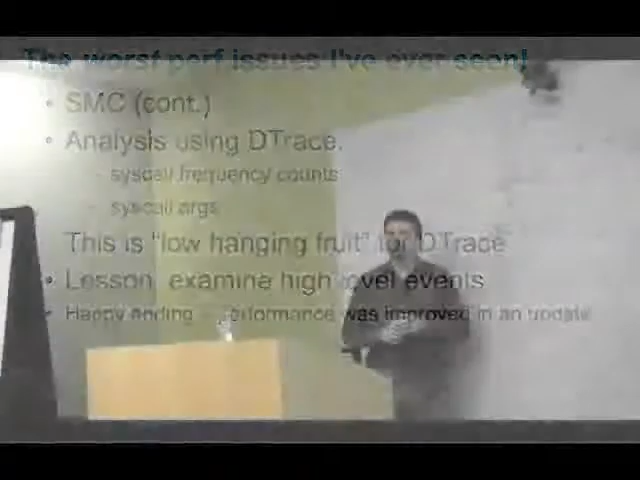 The worst perf issues I've ever seen!
• SMC (cont.)
• Analysis using DTrace.
- syscall frequency counts
- syscall args
This is "low hanging fruit" for DTrace
• Lesson, examine high level events
• Happy ending - performance was improved in an update